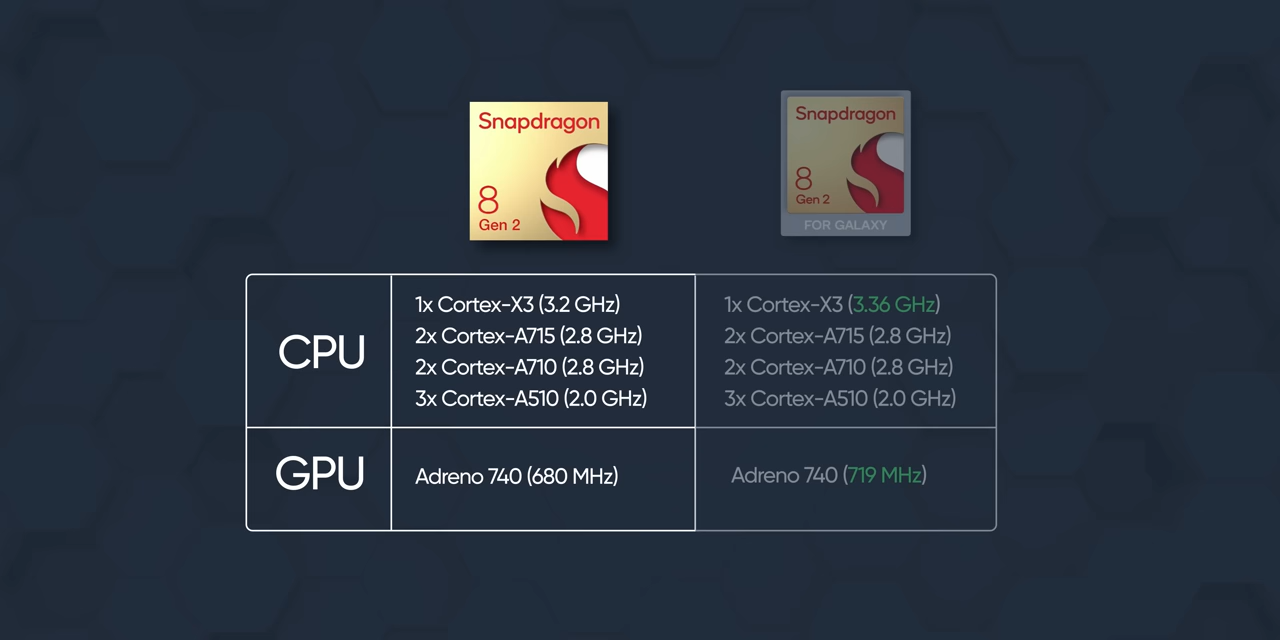 Snapdragon
8
Gen 2
Snapdragon
8
Gen 2
FOR GALAXY
CPU
1x Cortex-X3 (3.2 GHz)
2x Cortex-A715 (2.8 GHz)
2x Cortex-A710 (2.8 GHz)
3x Cortex-A510 (2.0 GHz)
1x Cortex-X3 (3.36 GHz)
2x Cortex-A715 (2.8 GHz)
2x Cortex-A710 (2.8 GHz)
3x Cortex-A510 (2.0 GHz)
GPU
Adreno 740 (680 MHz)
Adreno 740 (719 MHz)